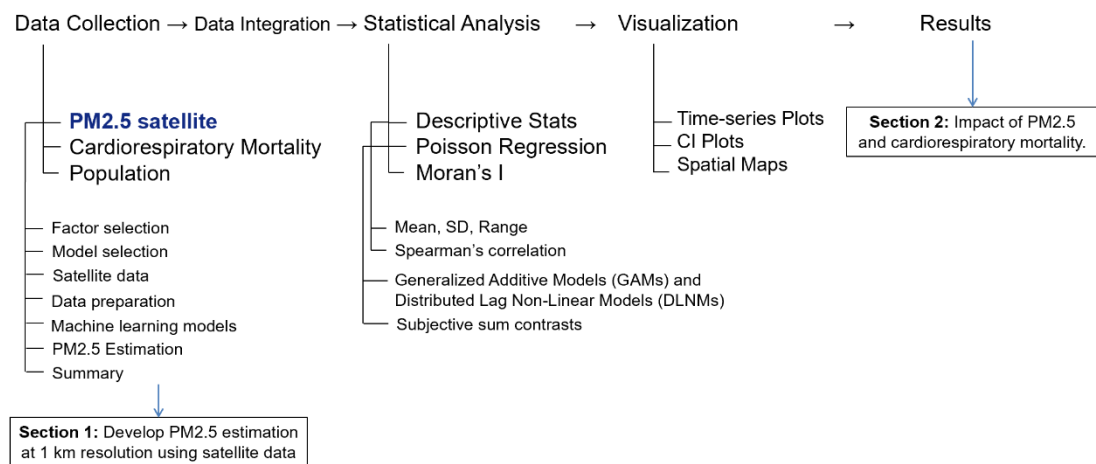 Data Collection → Data Integration → Statistical Analysis → Visualization → Results
PM2.5 satellite
Cardiorespiratory Mortality
Population
Factor selection
Model selection
Satellite data
Data preparation
Machine learning models
PM2.5 Estimation
Summary
Section 1: Develop PM2.5 estimation
at 1 km resolution using satellite data
Descriptive Stats
Poisson Regression
Moran's I
Mean, SD, Range
Spearman's correlation
Generalized Additive Models (GAMs) and
Distributed Lag Non-Linear Models (DLNMs)
Subjective sum contrasts
Time-series Plots
CI Plots
Spatial Maps
Section 2: Impact of PM2.5
and cardiorespiratory mortality.